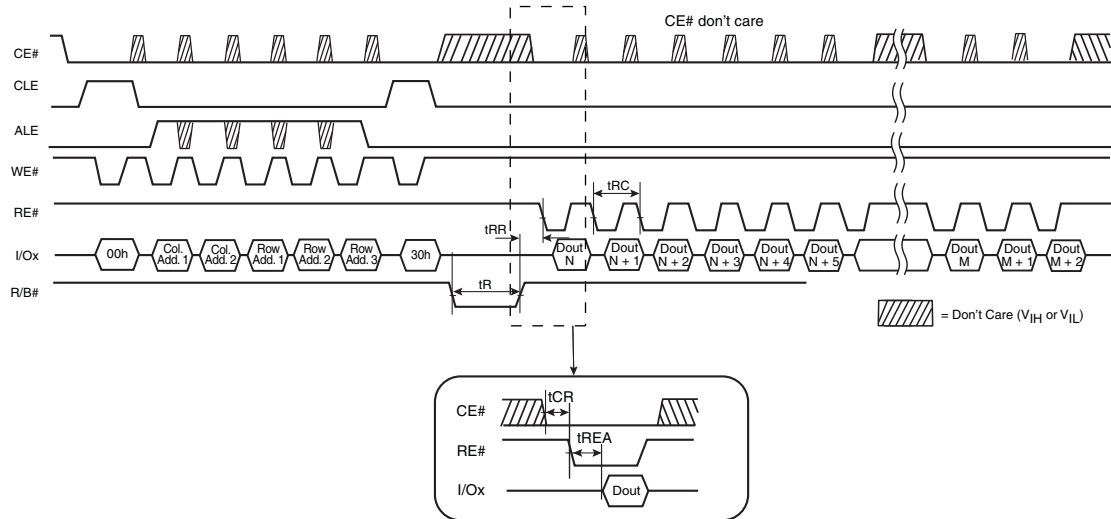 CE# don't care
CE#
CLE
ALE
WE#
tRC
RE#
tRR
I/Ox 00h Col. Add. 1 Col. Add. 2 Row Add. 1 Row Add. 2 Row Add. 3 30h Dout N Dout N + 1 Dout N + 2 Dout N + 3 Dout N + 4 Dout N + 5 Dout M Dout M + 1 Dout M + 2
tR
R/B#
= Don't Care (VIH or VIL)
tCR
CE#
tREA
RE#
I/Ox Dout